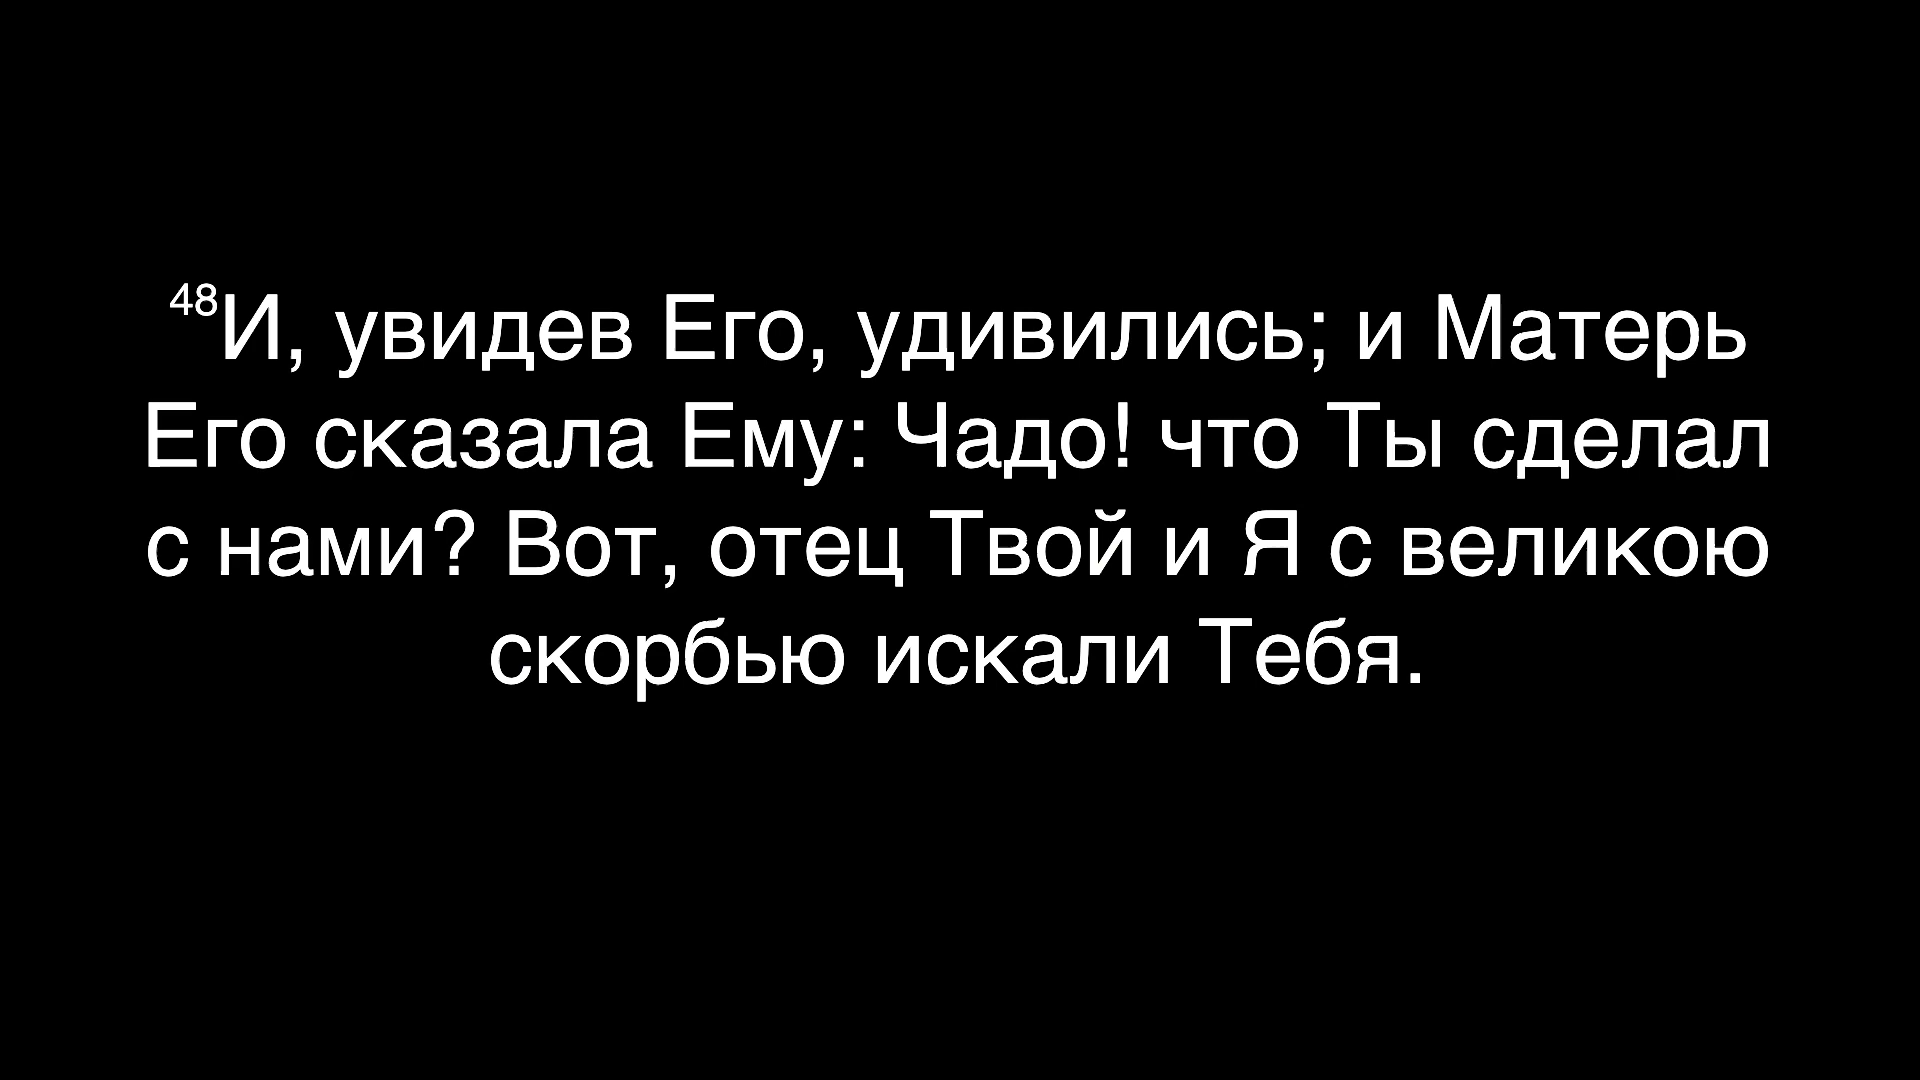 48И, увидев Его, удивились; и Матерь
Его сказала Ему: Чадо! что Ты сделал
с нами? Вот, отец Твой и Я с великою
скорбью искали Тебя.